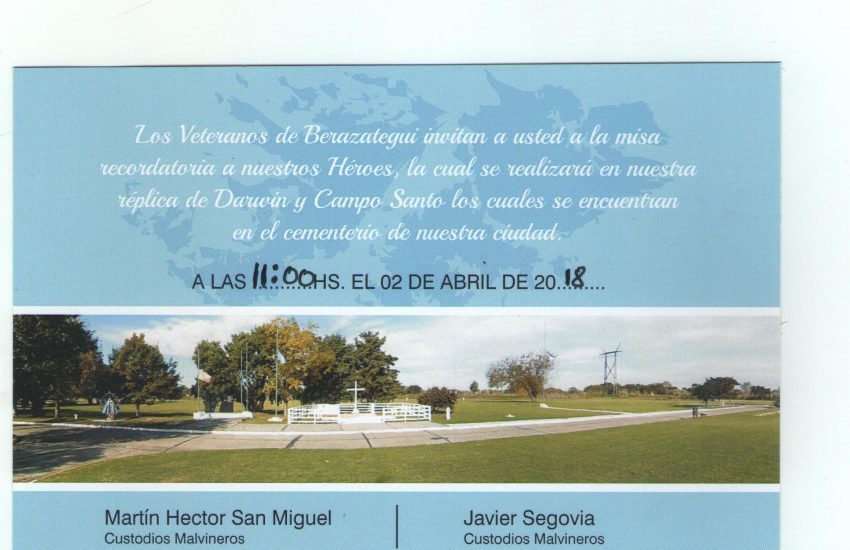 Los Veteranos de Berazategui invitan a usted a la misa
recordatoria a nuestros Héroes, la cual se realizará en nuestra
réplica de Darwin y Campo Santo los cuales se encuentran
en el cementerio de nuestra ciudad.
A LAS 11:00 HS. EL 02 DE ABRIL DE 2018
Martín Hector San Miguel
Custodios Malvineros
Javier Segovia
Custodios Malvineros